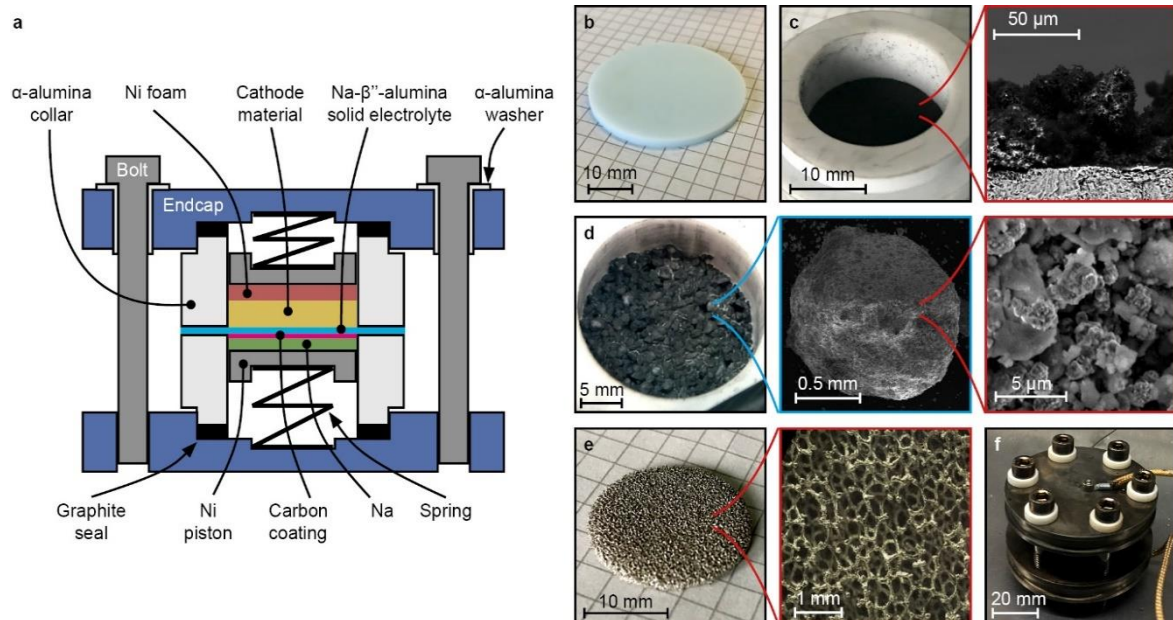 a
α-alumina
collar
Ni foam
Cathode
material
Na-β’’-alumina
solid electrolyte
α-alumina
washer
Bolt
Endcap
Graphite
seal
Ni
piston
Carbon
coating
Na
Spring
b
10 mm
c
10 mm
50 µm
d
5 mm
0.5 mm
5 µm
e
10 mm
1 mm
f
20 mm